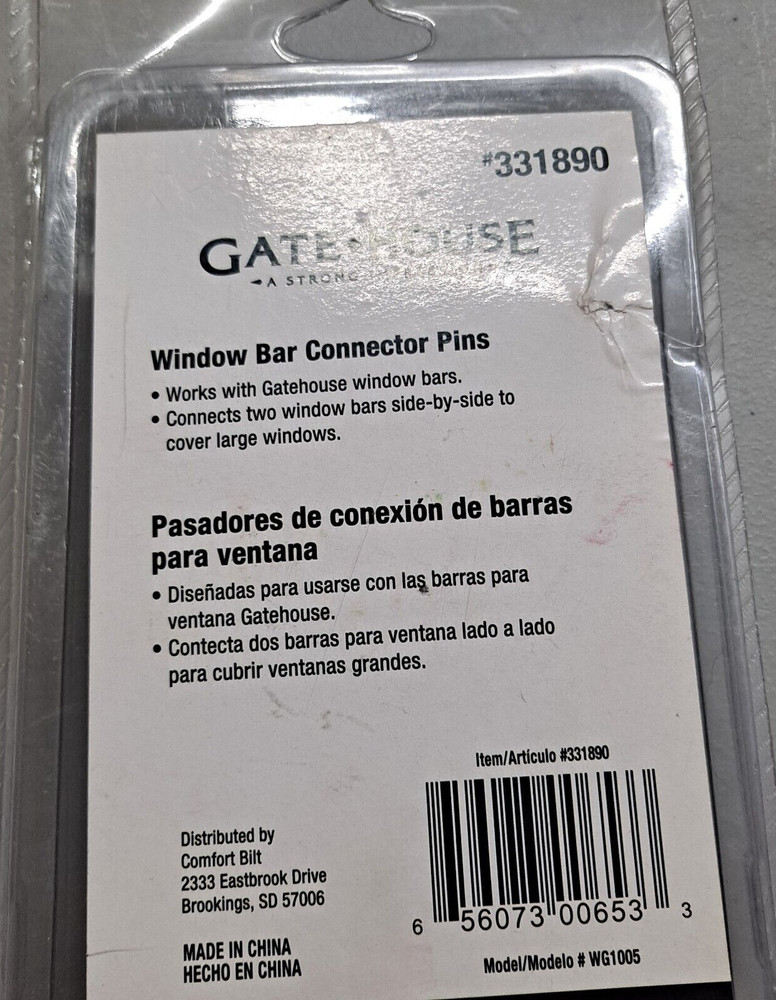 #331890
GATE HOUSE
A STRONG
Window Bar Connector Pins
• Works with Gatehouse window bars.
• Connects two window bars side-by-side to
cover large windows.
Pasadores de conexión de barras
para ventana
• Diseñadas para usarse con las barras para
ventana Gatehouse.
• Contecta dos barras para ventana lado a lado
para cubrir ventanas grandes.
Item/Artículo #331890
Distributed by
Comfort Bilt
2333 Eastbrook Drive
Brookings, SD 57006
6 56073 00653 3
MADE IN CHINA
HECHO EN CHINA
Model/Modelo # WG1005